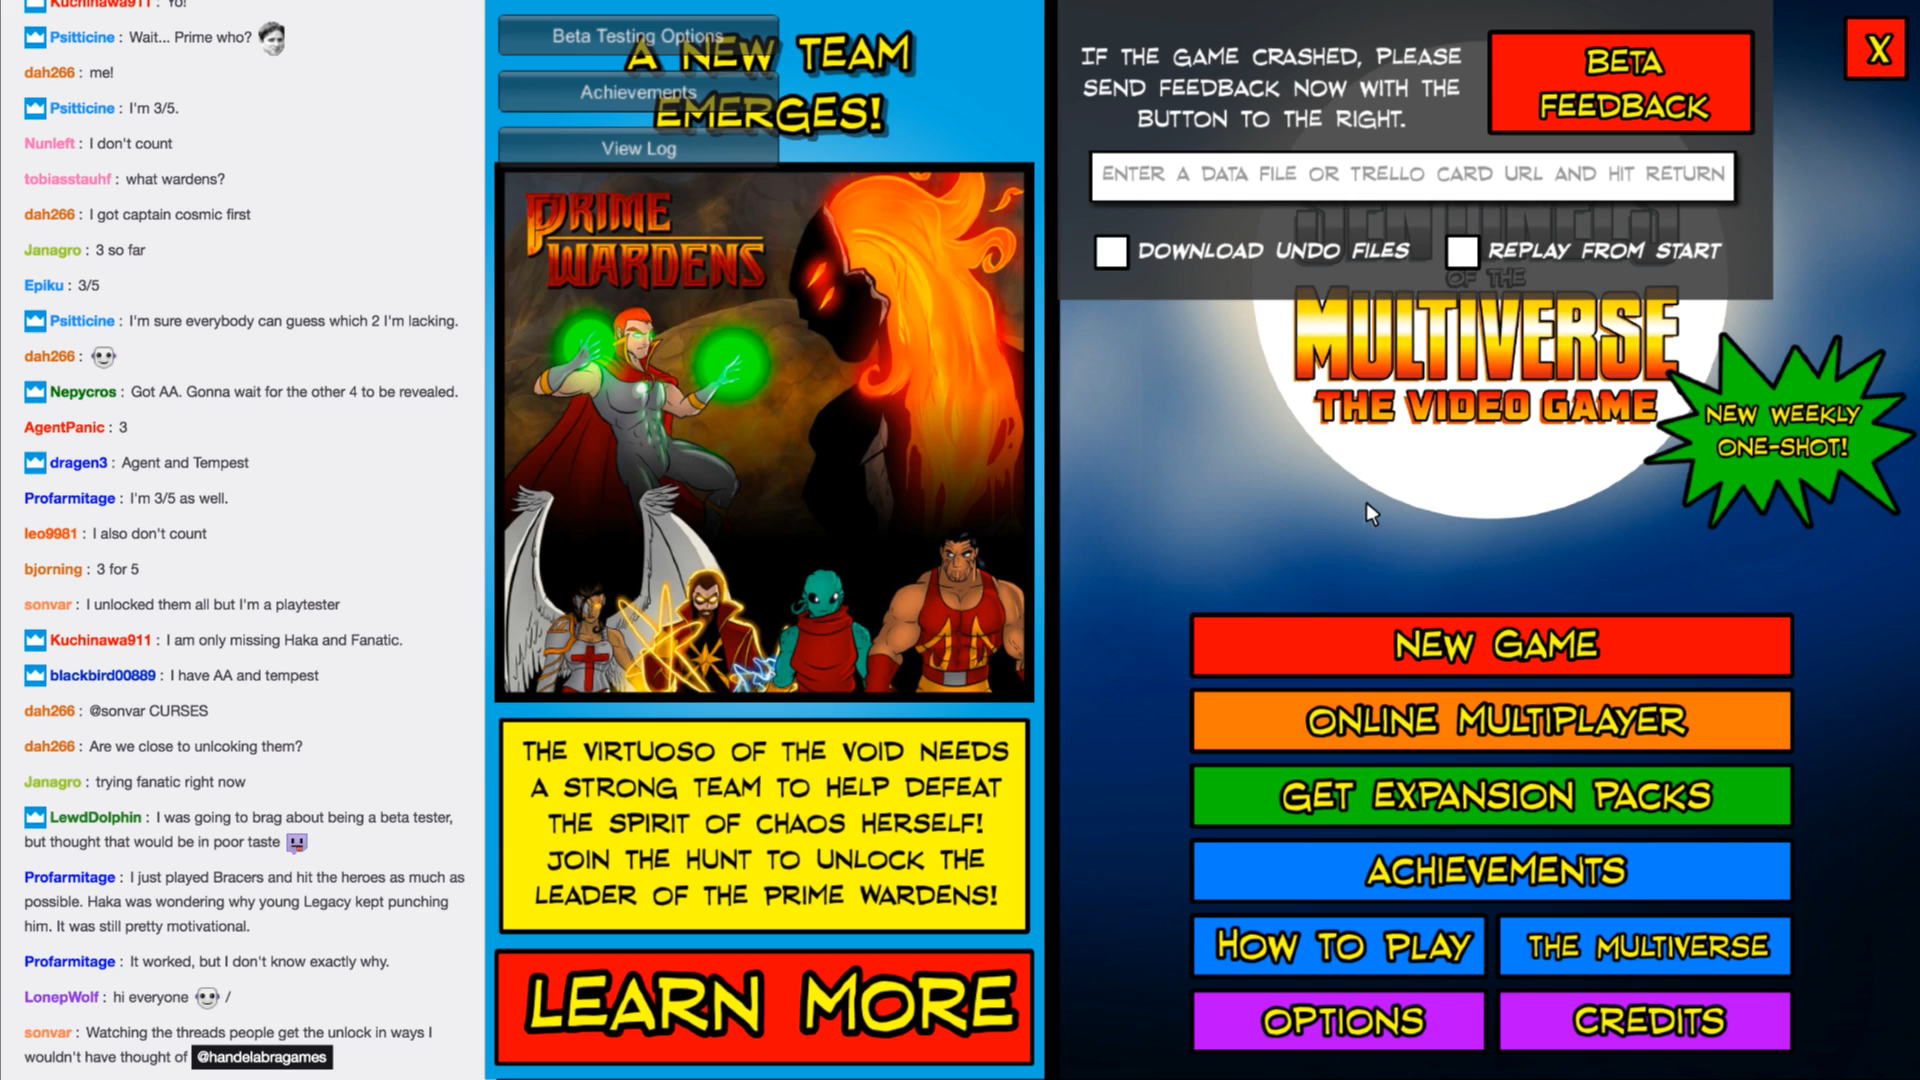 Kuchinawa911 : Yo!
Psitticine : Wait... Prime who?
dah266 : me!
Psitticine : I'm 3/5.
Nunleft : I don't count
tobiasstauhf : what wardens?
dah266 : I got captain cosmic first
Janagro : 3 so far
Epiku : 3/5
Psitticine : I'm sure everybody can guess which 2 I'm lacking.
dah266 :
Nepycros : Got AA. Gonna wait for the other 4 to be revealed.
AgentPanic : 3
dragen3 : Agent and Tempest
Profarmitage : I'm 3/5 as well.
leo9981 : I also don't count
bjorning : 3 for 5
sonvar : I unlocked them all but I'm a playtester
Kuchinawa911 : I am only missing Haka and Fanatic.
blackbird00889 : I have AA and tempest
dah266 : @sonvar CURSES
dah266 : Are we close to unlcoking them?
Janagro : trying fanatic right now
LewdDolphin : I was going to brag about being a beta tester,
but thought that would be in poor taste
Profarmitage : I just played Bracers and hit the heroes as much as
possible. Haka was wondering why young Legacy kept punching
him. It was still pretty motivational.
Profarmitage : It worked, but I don't know exactly why.
LonepWolf : hi everyone /
sonvar : Watching the threads people get the unlock in ways I
wouldn't have thought of @handelabragames
Beta Testing Options
Achievements
View Log
A NEW TEAM
EMERGES!
PRIME
WARDENS
THE VIRTUOSO OF THE VOID NEEDS
A STRONG TEAM TO HELP DEFEAT
THE SPIRIT OF CHAOS HERSELF!
JOIN THE HUNT TO UNLOCK THE
LEADER OF THE PRIME WARDENS!
LEARN MORE
IF THE GAME CRASHED, PLEASE
SEND FEEDBACK NOW WITH THE
BUTTON TO THE RIGHT.
BETA
FEEDBACK
X
ENTER A DATA FILE OR TRELLO CARD URL AND HIT RETURN
DOWNLOAD UNDO FILES
REPLAY FROM START
SENTINELS
OF THE
MULTIVERSE
THE VIDEO GAME
NEW WEEKLY
ONE-SHOT!
NEW GAME
ONLINE MULTIPLAYER
GET EXPANSION PACKS
ACHIEVEMENTS
HOW TO PLAY
THE MULTIVERSE
OPTIONS
CREDITS